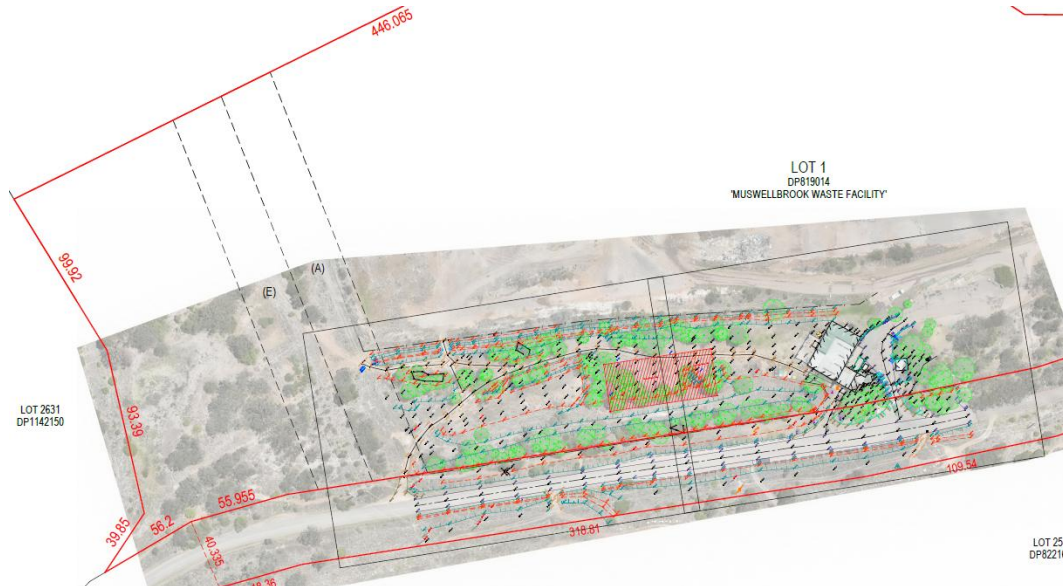 446.065
LOT 1
DP819014
'MUSWELLBROOK WASTE FACILITY'
99.92
(A)
(E)
LOT 2631
DP1142150
93.39
55.955
56.2
39.85
40.335
318.81
109.54
LOT 25
DP82216